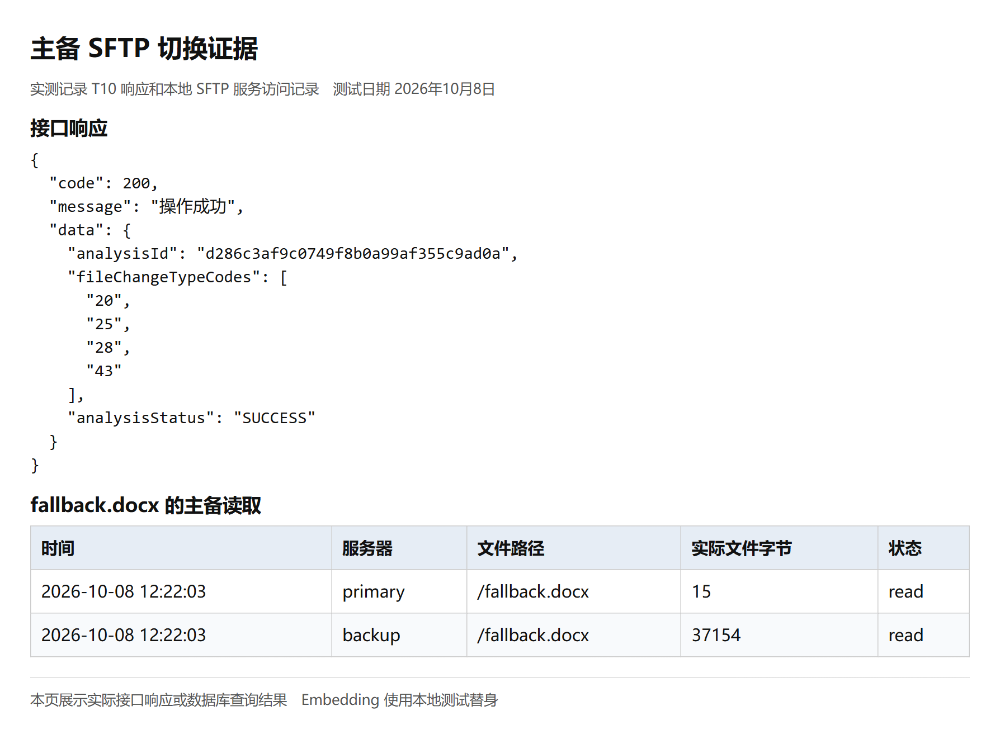 主备 SFTP 切换证据
实测记录 T10 响应和本地 SFTP 服务访问记录 测试日期 2026年10月8日
接口响应
{
  "code": 200,
  "message": "操作成功",
  "data": {
    "analysisId": "d286c3af9c0749f8b0a99af355c9ad0a",
    "fileChangeTypeCodes": [
      "20",
      "25",
      "28",
      "43"
    ],
    "analysisStatus": "SUCCESS"
  }
}
fallback.docx 的主备读取
时间 服务器 文件路径 实际文件字节 状态
2026-10-08 12:22:03 primary /fallback.docx 15 read
2026-10-08 12:22:03 backup /fallback.docx 37154 read
本页展示实际接口响应或数据库查询结果 Embedding 使用本地测试替身